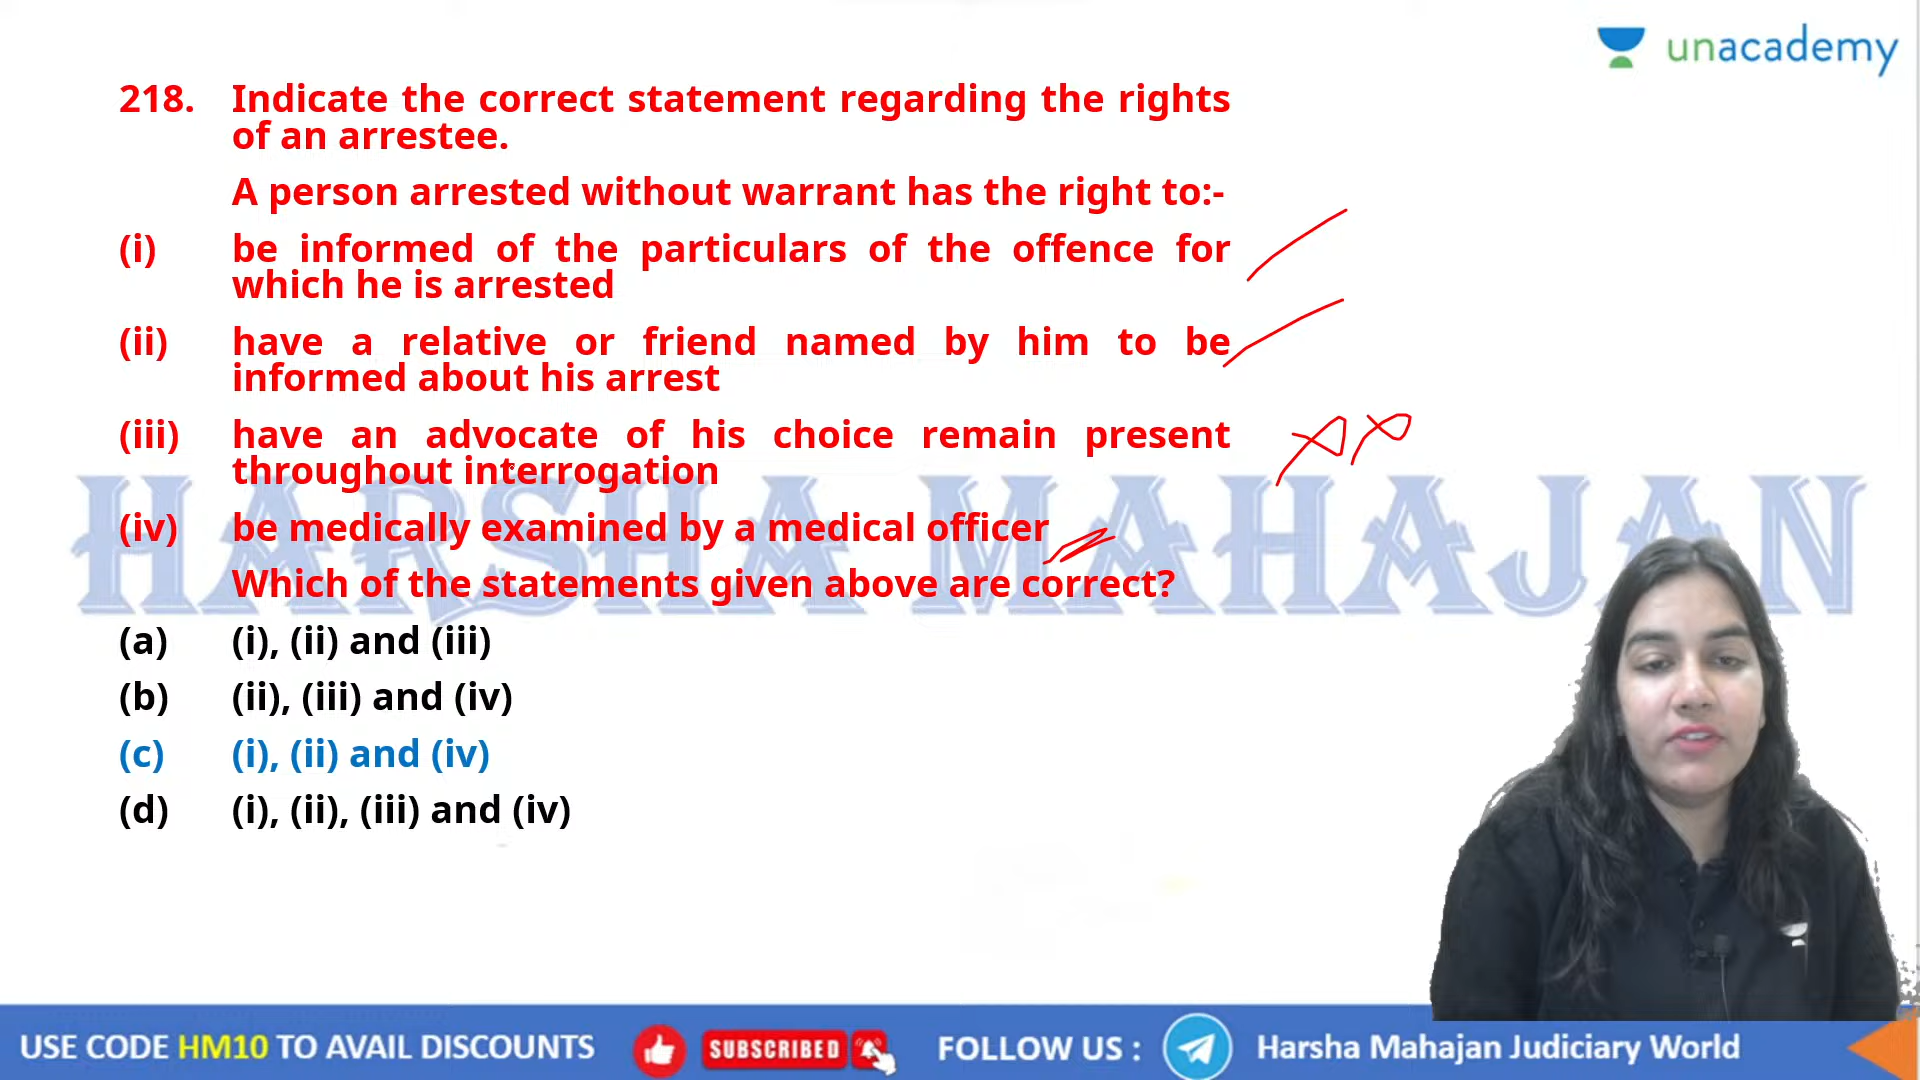 unacademy
218. Indicate the correct statement regarding the rights
of an arrestee.
A person arrested without warrant has the right to:-
(i) be informed of the particulars of the offence for
which he is arrested
(ii) have a relative or friend named by him to be
informed about his arrest
(iii) have an advocate of his choice remain present
throughout interrogation
HARSHA MAHAJAN
(iv) be medically examined by a medical officer
Which of the statements given above are correct?
(a) (i), (ii) and (iii)
(b) (ii), (iii) and (iv)
(c) (i), (ii) and (iv)
(d) (i), (ii), (iii) and (iv)
USE CODE HM10 TO AVAIL DISCOUNTS SUBSCRIBED FOLLOW US : Harsha Mahajan Judiciary World